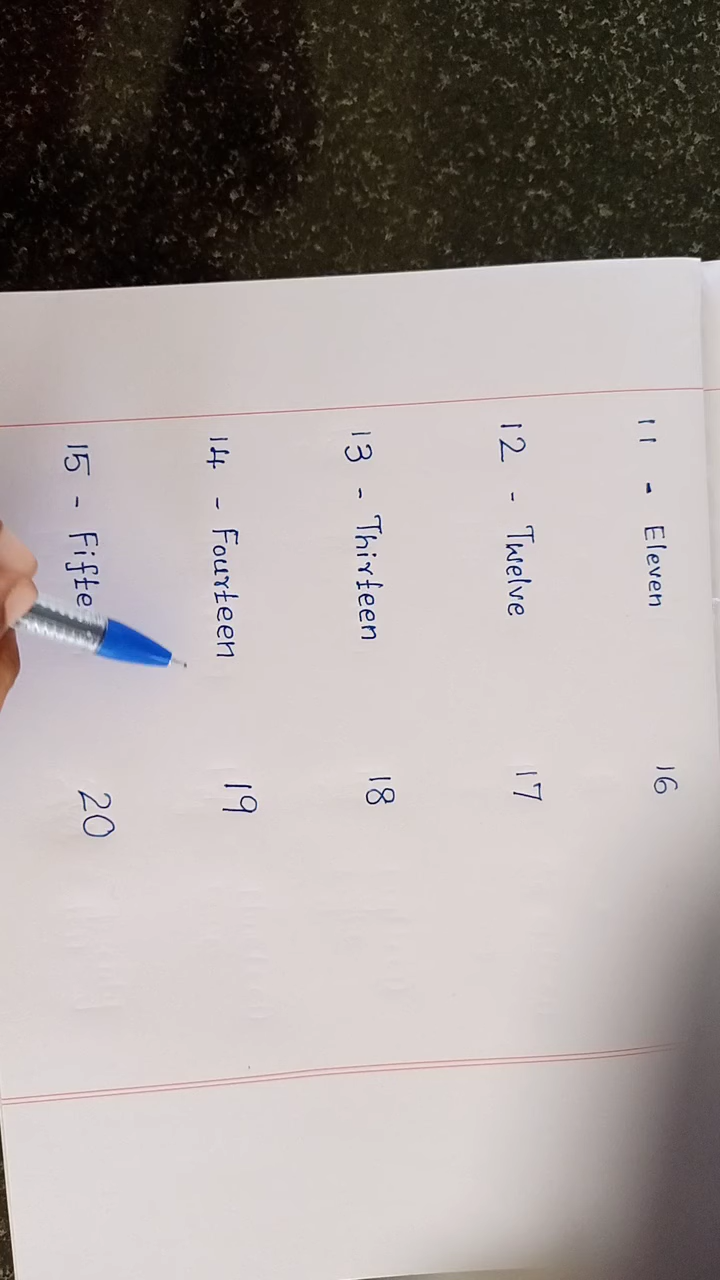 11 - Eleven 16
12 - Twelve 17
13 - Thirteen 18
14 - Fourteen 19
15 - Fifte 20